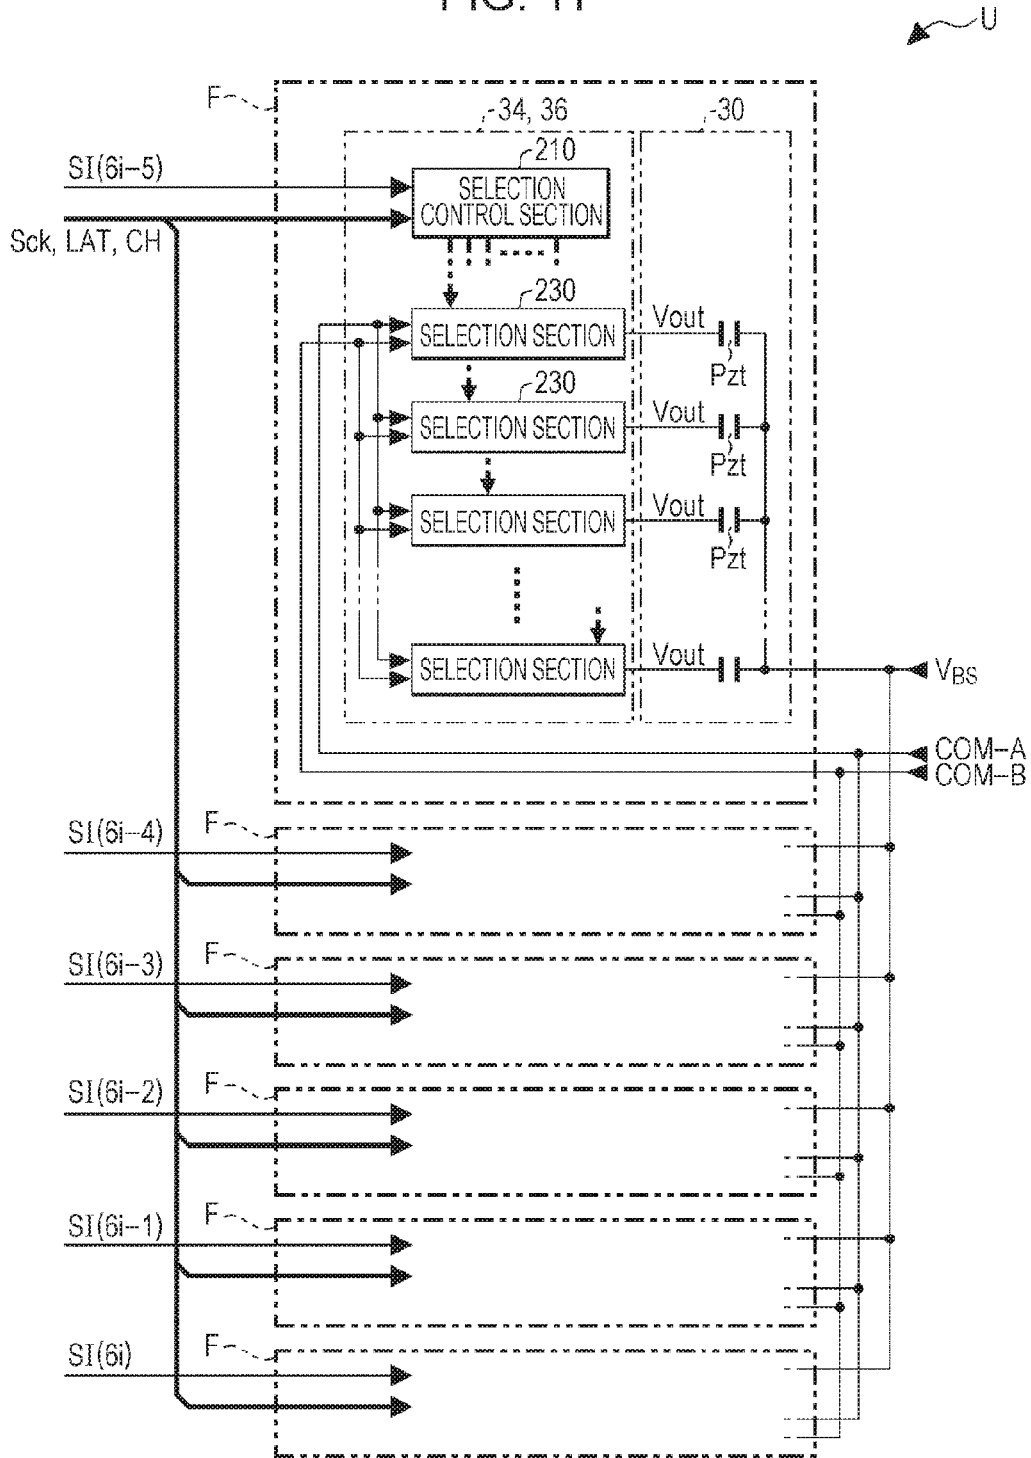 FIG. 11
U
F
34, 36
30
SI(6i-5)
210
SELECTION
CONTROL SECTION
Sck, LAT, CH
230
SELECTION SECTION
Vout
Pzt
230
SELECTION SECTION
Vout
Pzt
SELECTION SECTION
Vout
Pzt
SELECTION SECTION
Vout
VBS
COM-A
COM-B
SI(6i-4)
F
SI(6i-3)
F
SI(6i-2)
F
SI(6i-1)
F
SI(6i)
F